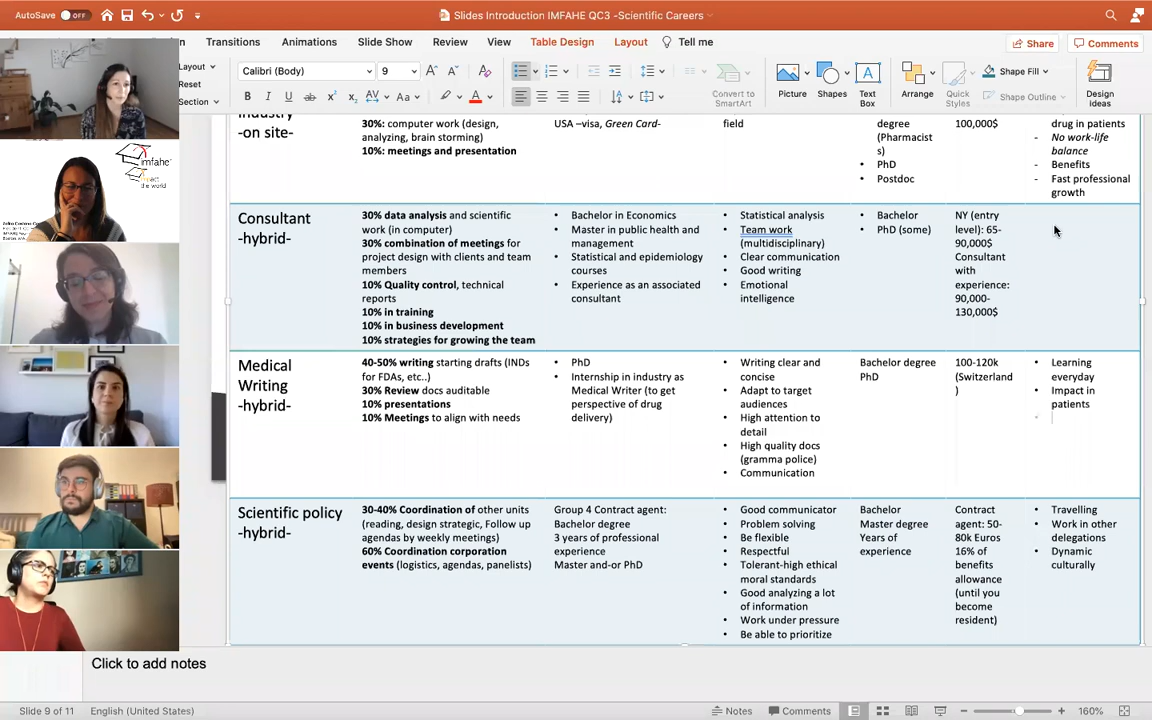 AutoSave OFF
Slides Introduction IMFAHE QC3 -Scientific Careers
Transitions Animations Slide Show Review View Table Design Layout Tell me
Share Comments
Layout
Reset
Section
Calibri (Body) 9
Convert to
SmartArt
Picture Shapes Text
Box
Arrange Quick
Styles
Shape Fill
Shape Outline
Design
Ideas
imfahe
impact
the world
Industry
-on site-
30%: computer work (design,
analyzing, brain storming)
10%: meetings and presentation
USA –visa, Green Card-
field
degree
(Pharmacist
s)
PhD
Postdoc
100,000$
drug in patients
- No work-life
balance
- Benefits
- Fast professional
growth
Consultant
-hybrid-
30% data analysis and scientific
work (in computer)
30% combination of meetings for
project design with clients and team
members
10% Quality control, technical
reports
10% in training
10% in business development
10% strategies for growing the team
• Bachelor in Economics
• Master in public health and
management
• Statistical and epidemiology
courses
• Experience as an associated
consultant
• Statistical analysis
• Team work
(multidisciplinary)
• Clear communication
• Good writing
• Emotional
intelligence
• Bachelor
• PhD (some)
NY (entry
level): 65-
90,000$
Consultant
with
experience:
90,000-
130,000$
Medical
Writing
-hybrid-
40-50% writing starting drafts (INDs
for FDAs, etc..)
30% Review docs auditable
10% presentations
10% Meetings to align with needs
• PhD
• Internship in industry as
Medical Writer (to get
perspective of drug
delivery)
• Writing clear and
concise
• Adapt to target
audiences
• High attention to
detail
• High quality docs
(gramma police)
• Communication
Bachelor degree
PhD
100-120k
(Switzerland
)
• Learning
everyday
• Impact in
patients
Scientific policy
-hybrid-
30-40% Coordination of other units
(reading, design strategic, Follow up
agendas by weekly meetings)
60% Coordination corporation
events (logistics, agendas, panelists)
Group 4 Contract agent:
Bachelor degree
3 years of professional
experience
Master and-or PhD
• Good communicator
• Problem solving
• Be flexible
• Respectful
• Tolerant-high ethical
moral standards
• Good analyzing a lot
of information
• Work under pressure
• Be able to prioritize
Bachelor
Master degree
Years of
experience
Contract
agent: 50-
80k Euros
16% of
benefits
allowance
(until you
become
resident)
• Travelling
• Work in other
delegations
• Dynamic
culturally
Click to add notes
Slide 9 of 11 English (United States) Notes Comments 160%